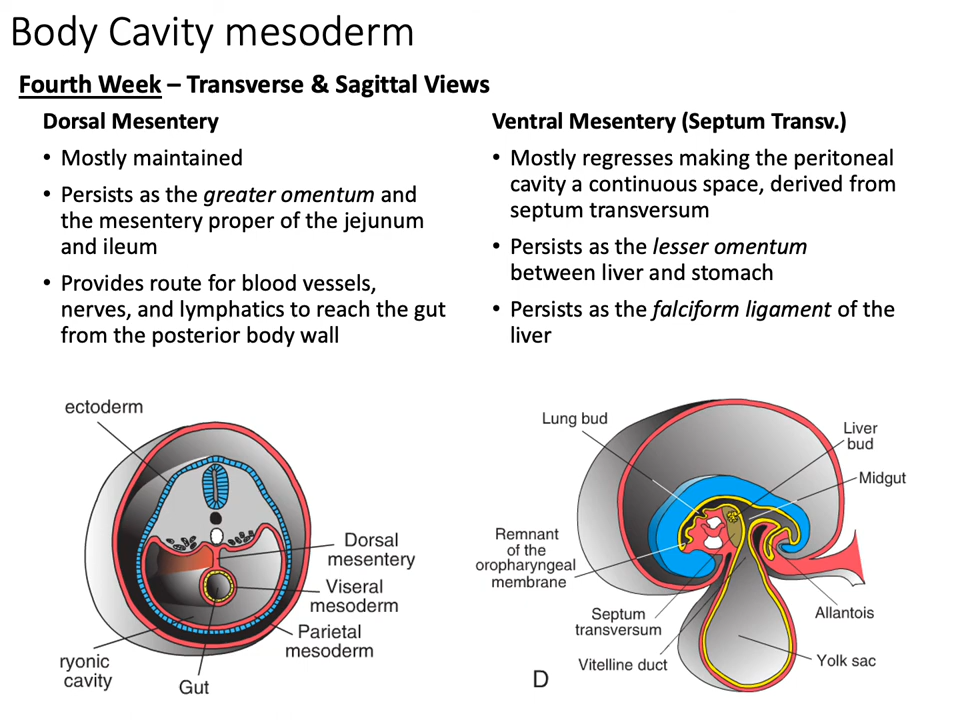 Body Cavity mesoderm
Fourth Week – Transverse & Sagittal Views
Dorsal Mesentery
• Mostly maintained
• Persists as the greater omentum and
the mesentery proper of the jejunum
and ileum
• Provides route for blood vessels,
nerves, and lymphatics to reach the gut
from the posterior body wall
Ventral Mesentery (Septum Transv.)
• Mostly regresses making the peritoneal
cavity a continuous space, derived from
septum transversum
• Persists as the lesser omentum
between liver and stomach
• Persists as the falciform ligament of the
liver
ectoderm
Dorsal
mesentery
Viseral
mesoderm
Parietal
mesoderm
ryonic
cavity
Gut
Lung bud
Liver
bud
Midgut
Remnant
of the
oropharyngeal
membrane
Septum
transversum
Allantois
Vitelline duct
Yolk sac
D